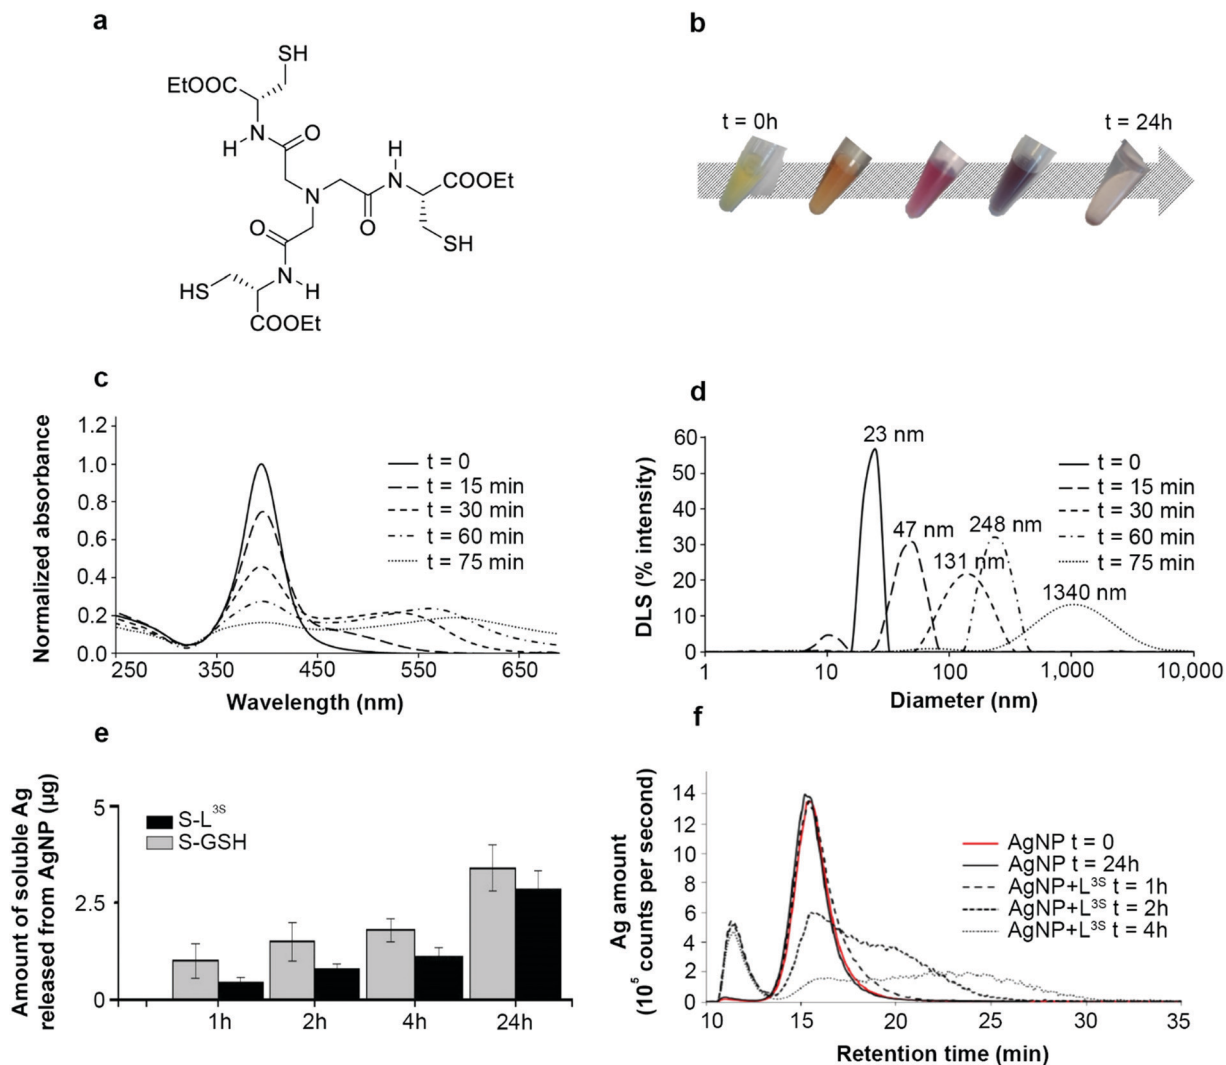 a
SH
EtOOC
N
H
O
H
N
COOEt
N
O
O
SH
N
H
HS
COOEt
b
t = 0h
t = 24h
c
Normalized absorbance
1.2
1.0
0.8
0.6
0.4
0.2
0.0
250
350
450
550
650
Wavelength (nm)
t = 0
t = 15 min
t = 30 min
t = 60 min
t = 75 min
d
DLS (% intensity)
60
50
40
30
20
10
0
1
10
100
1,000
10,000
Diameter (nm)
23 nm
47 nm
131 nm
248 nm
1340 nm
t = 0
t = 15 min
t = 30 min
t = 60 min
t = 75 min
e
Amount of soluble Ag
released from AgNP (µg)
5
2.5
0
S-L³ˢ
S-GSH
1h
2h
4h
24h
f
Ag amount
(10⁵ counts per second)
14
12
10
8
6
4
2
0
10
15
20
25
30
35
Retention time (min)
AgNP t = 0
AgNP t = 24h
AgNP+L³ˢ t = 1h
AgNP+L³ˢ t = 2h
AgNP+L³ˢ t = 4h